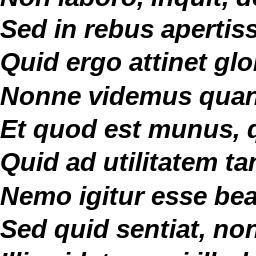 Non laboro, inquit, d
Sed in rebus apertiss
Quid ergo attinet glo
Nonne videmus quan
Et quod est munus, q
Quid ad utilitatem tan
Nemo igitur esse bea
Sed quid sentiat, non